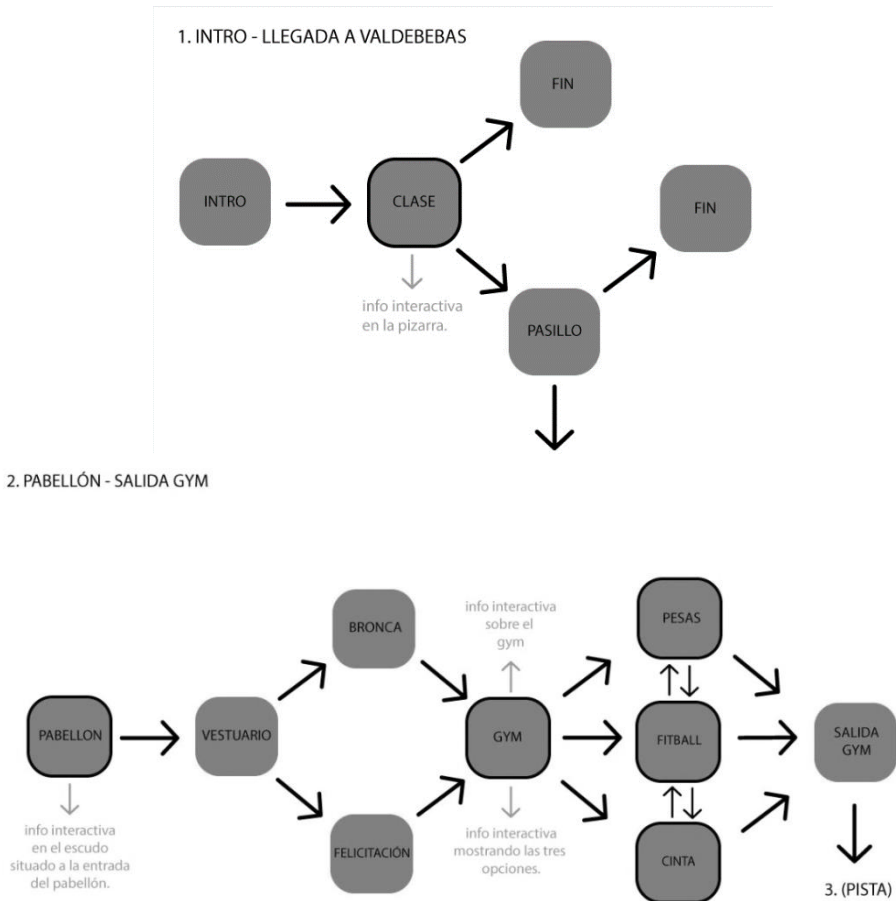 1. INTRO - LLEGADA A VALDEBEBAS
FIN
INTRO
CLASE
FIN
info interactiva
en la pizarra.
PASILLO
2. PABELLÓN - SALIDA GYM
BRONCA
info interactiva
sobre el
gym
PESAS
PABELLON
VESTUARIO
GYM
FITBALL
SALIDA
GYM
info interactiva
en el escudo
situado a la entrada
del pabellón.
FELICITACIÓN
info interactiva
mostrando las tres
opciones.
CINTA
3. (PISTA)